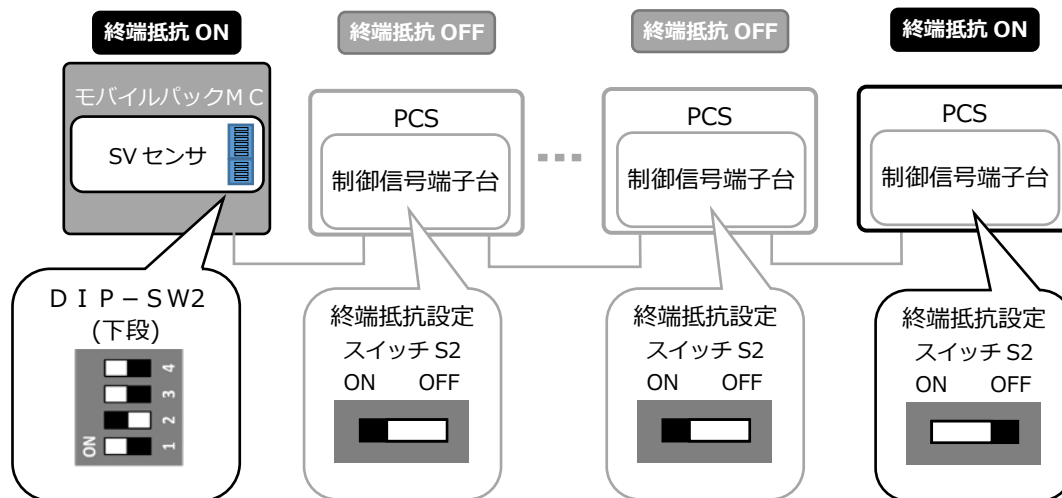 終端抵抗 ON
終端抵抗 OFF
終端抵抗 OFF
終端抵抗 ON
モバイルパックＭＣ
SV センサ
PCS
制御信号端子台
PCS
制御信号端子台
PCS
制御信号端子台
ＤＩＰ－ＳＷ2
(下段)
4
3
2
1
ON
終端抵抗設定
スイッチ S2
ON OFF
終端抵抗設定
スイッチ S2
ON OFF
終端抵抗設定
スイッチ S2
ON OFF